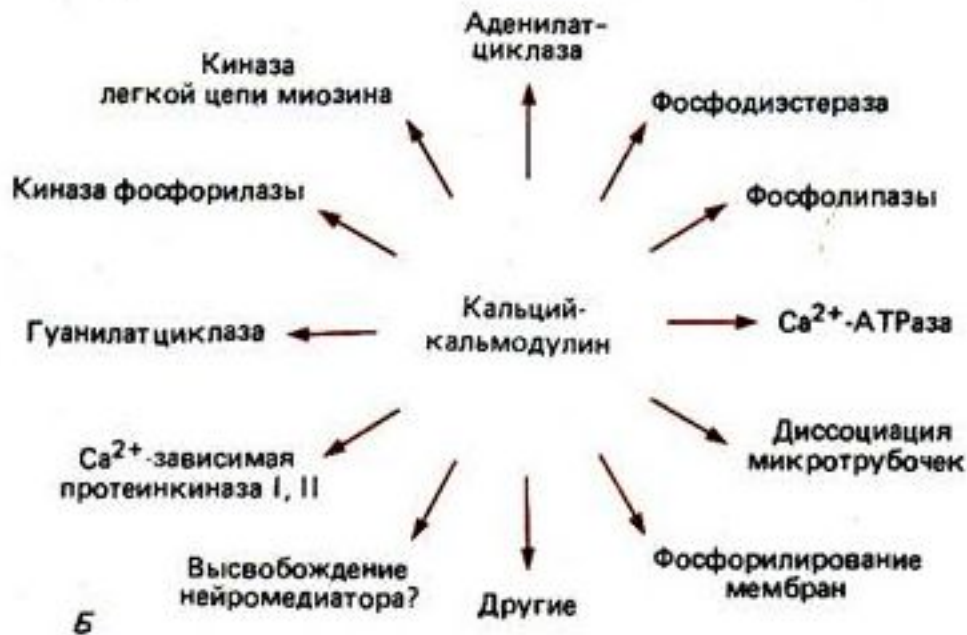 Аденилат-
циклаза
Киназа
легкой цепи миозина
Фосфодиэстераза
Киназа фосфорилазы
Фосфолипазы
Кальций-
кальмодулин
Гуанилатциклаза
Ca²⁺-АТРаза
Ca²⁺-зависимая
протеинкиназа I, II
Диссоциация
микротрубочек
Высвобождение
нейромедиатора?
Другие
Фосфорилирование
мембран
Б